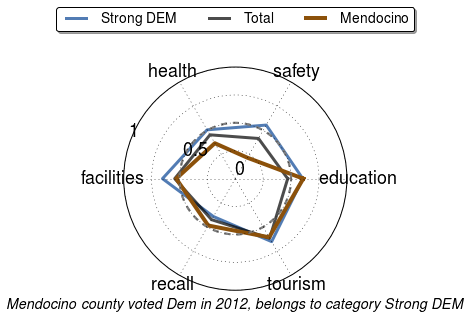 Strong DEM Total Mendocino
health safety
1
0.5
0
facilities education
recall tourism
Mendocino county voted Dem in 2012, belongs to category Strong DEM